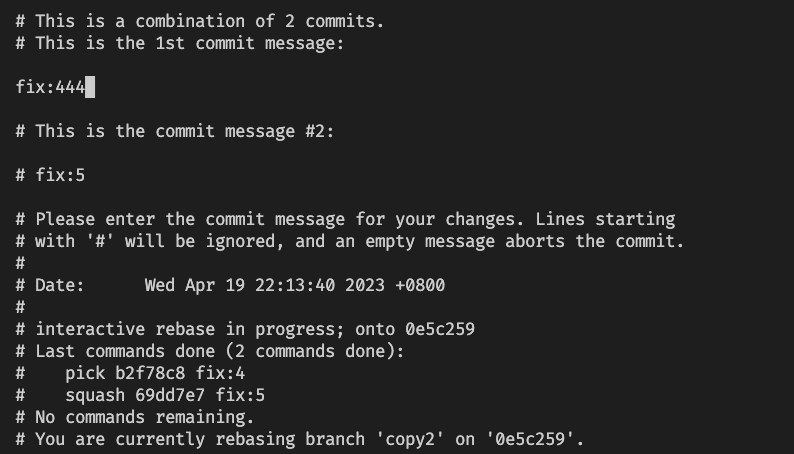 # This is a combination of 2 commits.
# This is the 1st commit message:
fix:444
# This is the commit message #2:
# fix:5
# Please enter the commit message for your changes. Lines starting
# with '#' will be ignored, and an empty message aborts the commit.
#
# Date:      Wed Apr 19 22:13:40 2023 +0800
#
# interactive rebase in progress; onto 0e5c259
# Last commands done (2 commands done):
#    pick b2f78c8 fix:4
#    squash 69dd7e7 fix:5
# No commands remaining.
# You are currently rebasing branch 'copy2' on '0e5c259'.